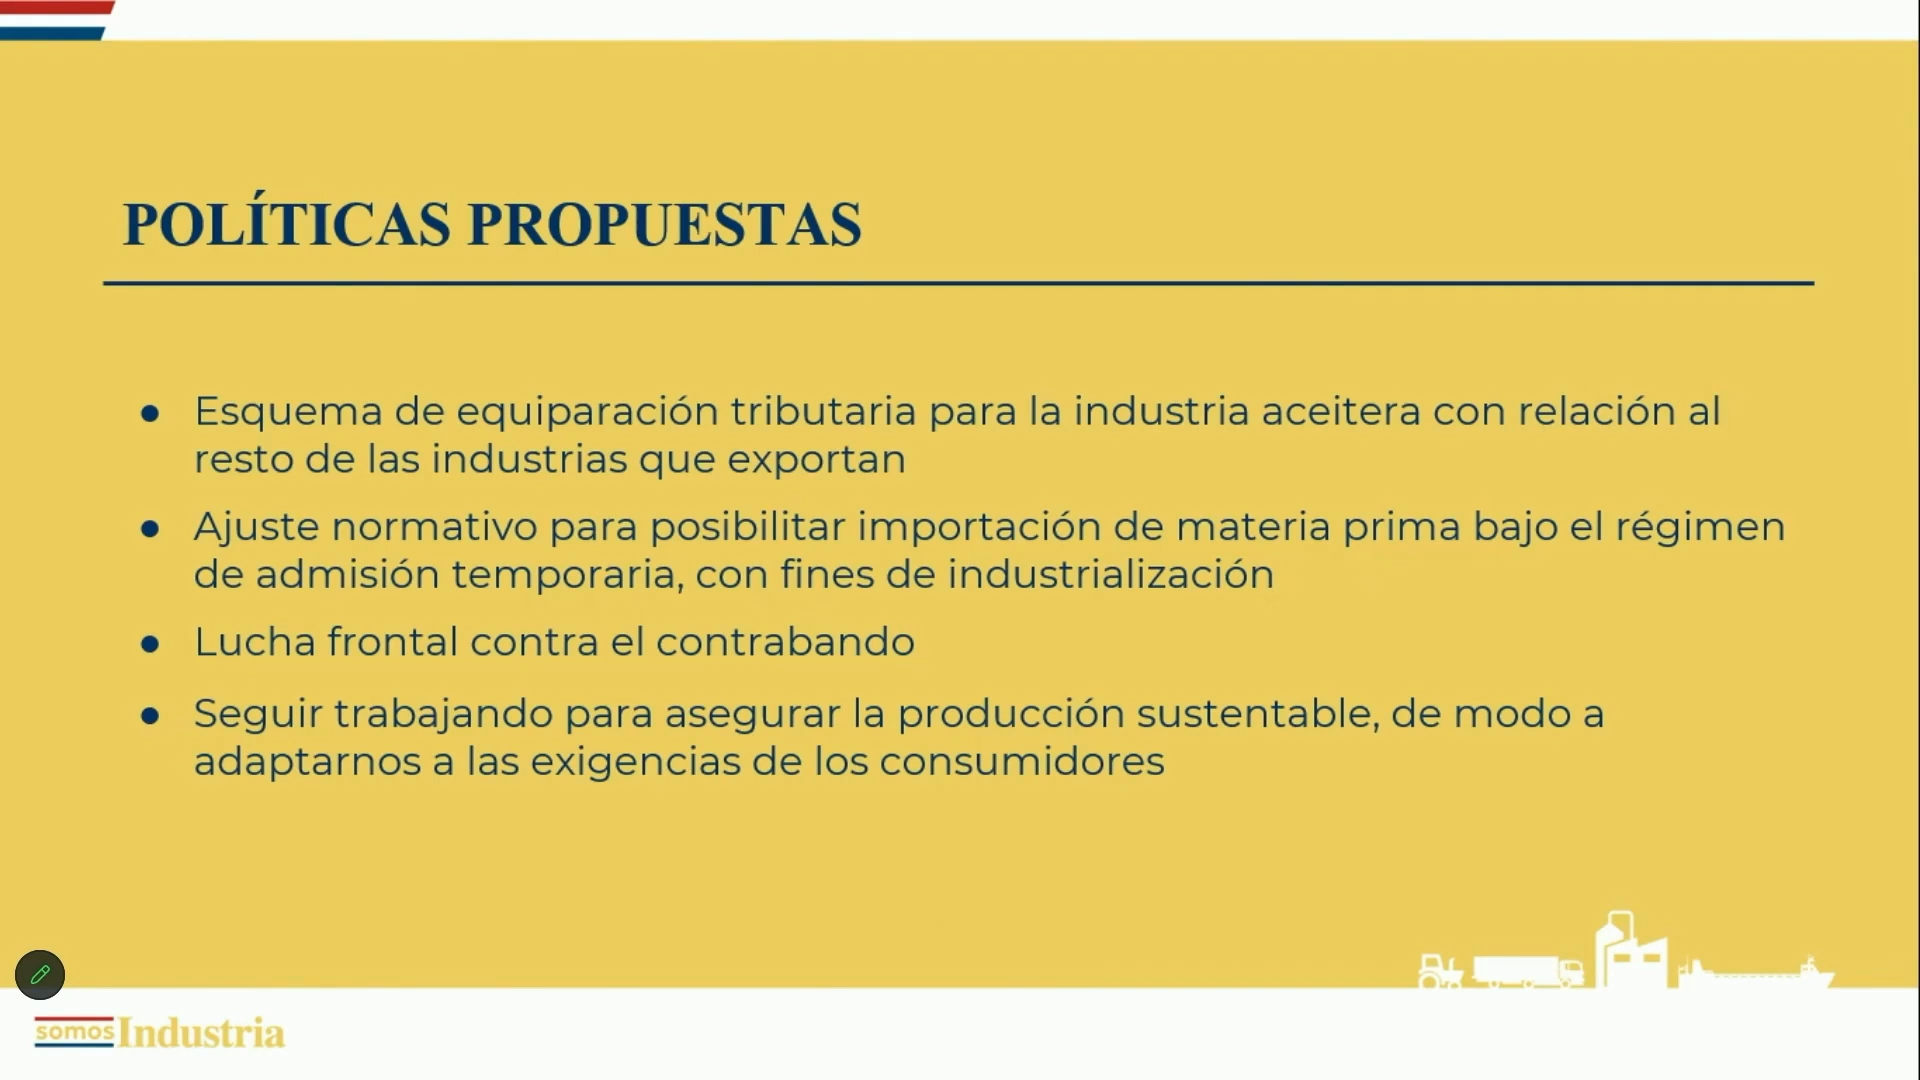 POLÍTICAS PROPUESTAS
● Esquema de equiparación tributaria para la industria aceitera con relación al
resto de las industrias que exportan
● Ajuste normativo para posibilitar importación de materia prima bajo el régimen
de admisión temporaria, con fines de industrialización
● Lucha frontal contra el contrabando
● Seguir trabajando para asegurar la producción sustentable, de modo a
adaptarnos a las exigencias de los consumidores
somos Industria